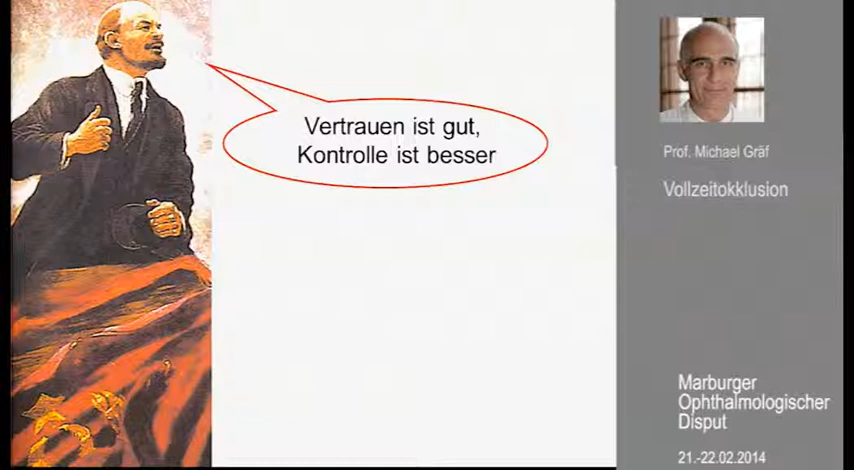 Vertrauen ist gut,
Kontrolle ist besser
Prof. Michael Gräf
Vollzeitokklusion
Marburger
Ophthalmologischer
Disput
21.-22.02.2014